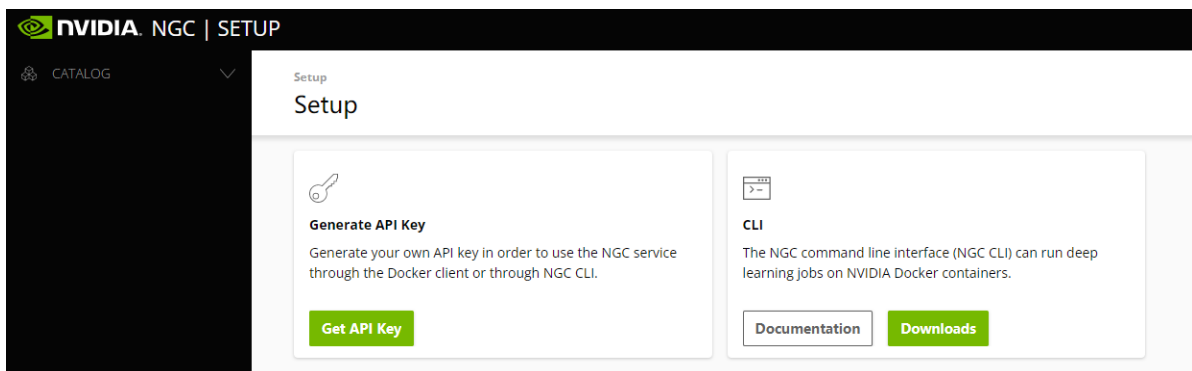 NVIDIA. NGC | SETUP
CATALOG
Setup
Setup
Generate API Key
Generate your own API key in order to use the NGC service
through the Docker client or through NGC CLI.
Get API Key
CLI
The NGC command line interface (NGC CLI) can run deep
learning jobs on NVIDIA Docker containers.
Documentation
Downloads